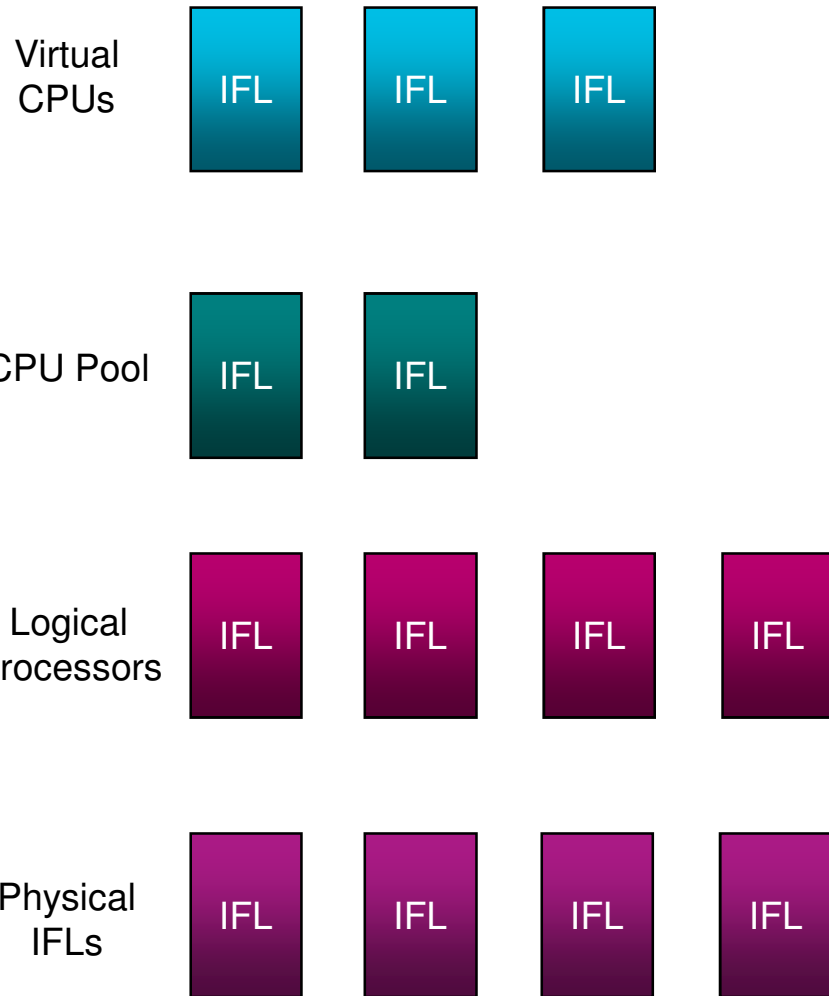 Virtual
CPUs
IFL IFL IFL
CPU Pool
IFL IFL
Logical
rocessors
IFL IFL IFL IFL
Physical
IFLs
IFL IFL IFL IFL